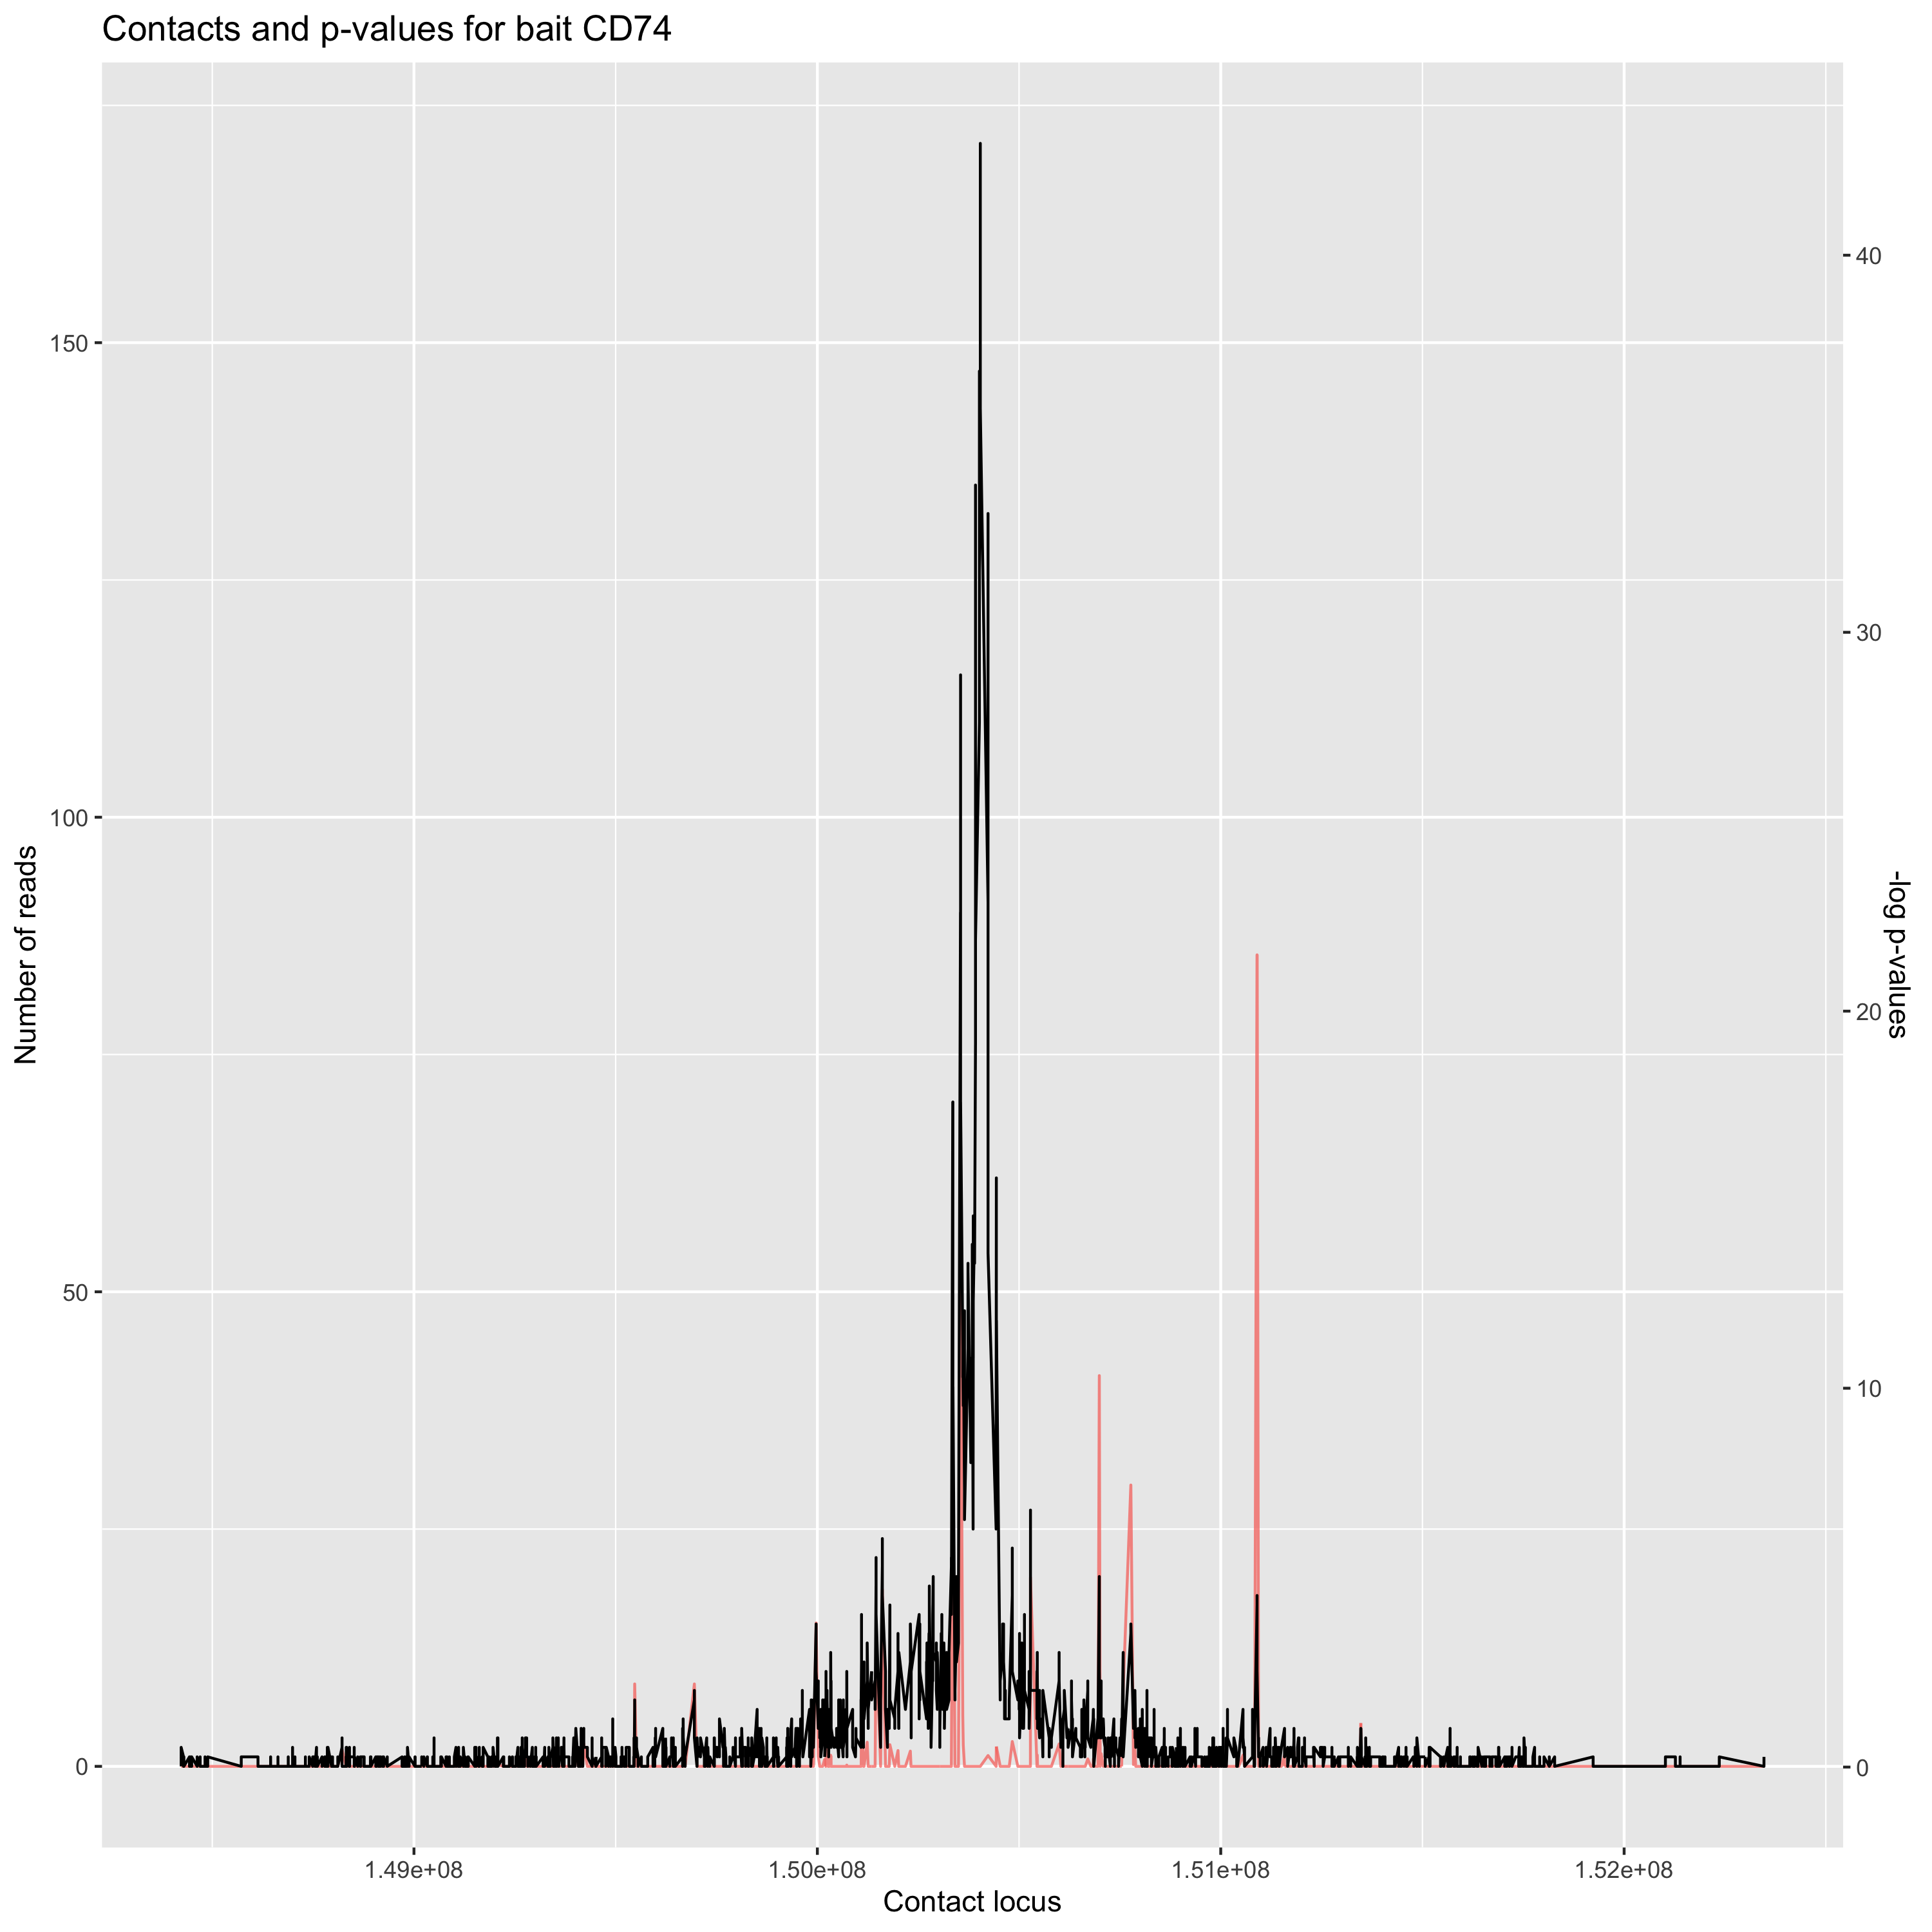 Contacts and p-values for bait CD74
Number of reads
150
100
50
0
40
30
20
10
0
-log p-values
1.49e+08
1.50e+08
1.51e+08
1.52e+08
Contact locus